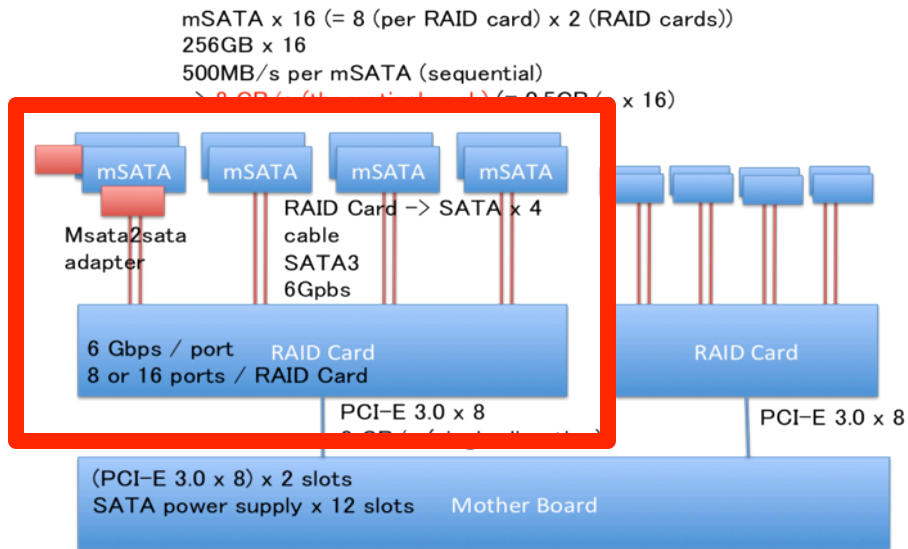 mSATA x 16 (= 8 (per RAID card) x 2 (RAID cards))
256GB x 16
500MB/s per mSATA (sequential)
x 16)
mSATA
mSATA
mSATA
mSATA
RAID Card -> SATA x 4
cable
SATA3
6Gpbs
Msata2sata
adapter
6 Gbps / port
8 or 16 ports / RAID Card
RAID Card
RAID Card
PCI-E 3.0 x 8
PCI-E 3.0 x 8
(PCI-E 3.0 x 8) x 2 slots
SATA power supply x 12 slots
Mother Board